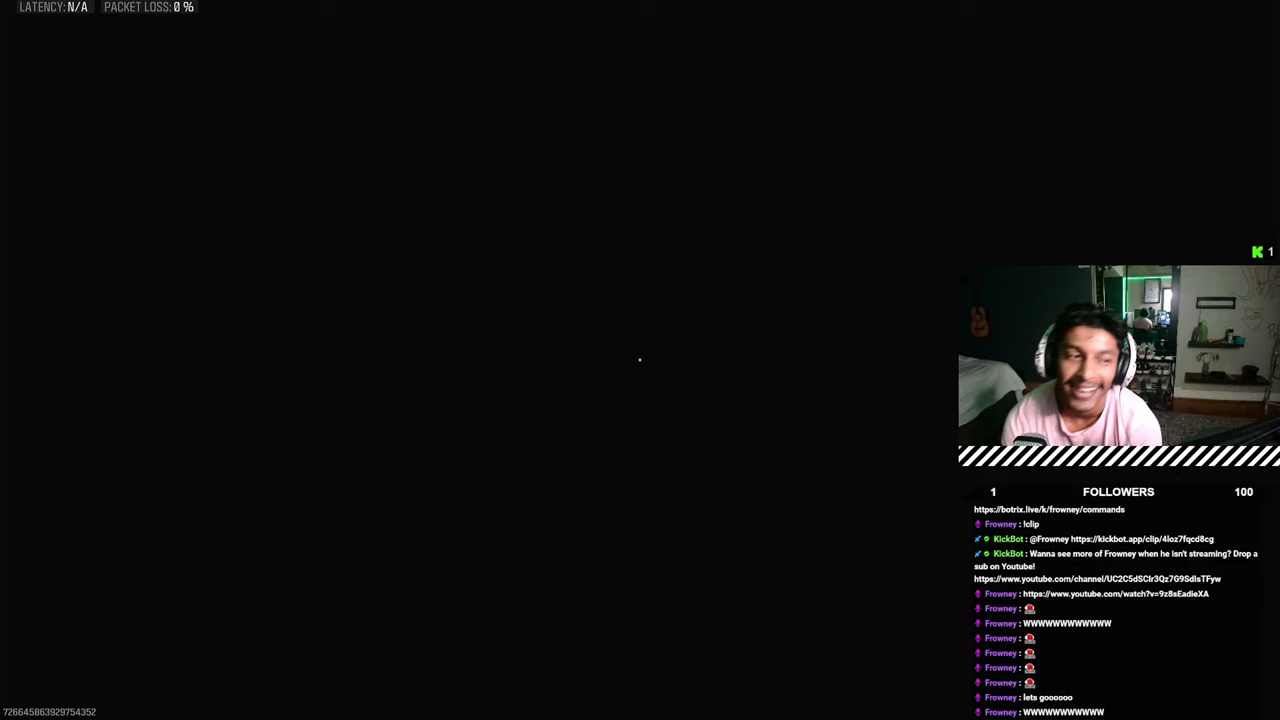 LATENCY: N/A PACKET LOSS: 0 %
K 1
1 FOLLOWERS 100
https://botrix.live/k/frowney/commands
Frowney : !clip
KickBot : @Frowney https://kickbot.app/clip/4loz7fqcd8cg
KickBot : Wanna see more of Frowney when he isn't streaming? Drop a
sub on Youtube!
https://www.youtube.com/channel/UC2C5dSCIr3Qz7G9SdlsTFyw
Frowney : https://www.youtube.com/watch?v=9z8sEadieXA
Frowney :
Frowney : WWWWWWWWWWWWW
Frowney :
Frowney :
Frowney :
Frowney :
Frowney : lets goooooo
Frowney : WWWWWWWWWWWW
726645863929754352